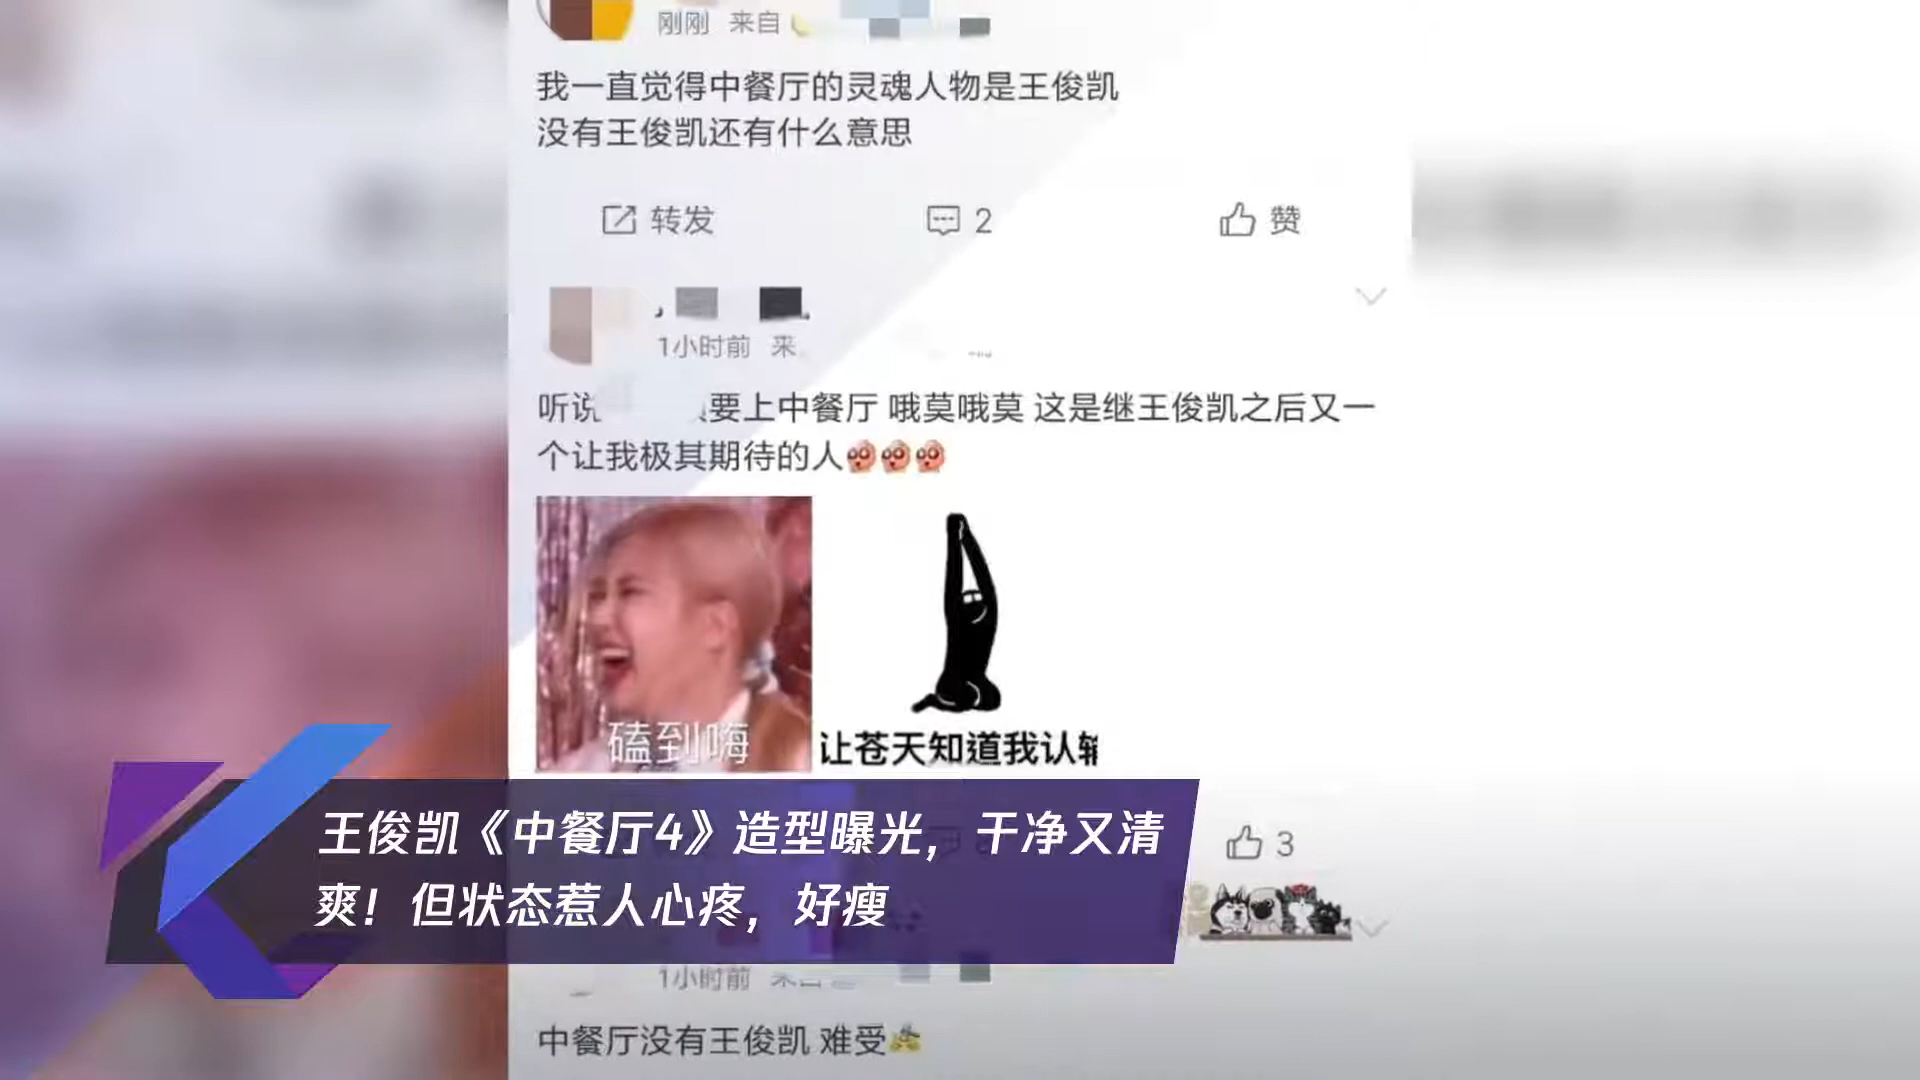 刚刚 来自
我一直觉得中餐厅的灵魂人物是王俊凯
没有王俊凯还有什么意思
转发 2 赞
1小时前 来
听说 要上中餐厅 哦莫哦莫 这是继王俊凯之后又一
个让我极其期待的人
磕到嗨
让苍天知道我认输
王俊凯《中餐厅4》造型曝光，干净又清
爽！但状态惹人心疼，好瘦
3
1小时前
中餐厅没有王俊凯 难受